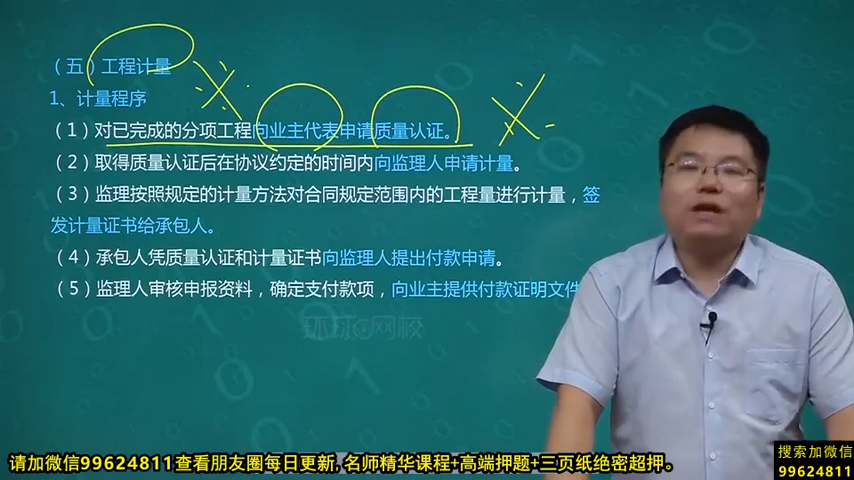 （五）工程计量
1、计量程序
（1）对已完成的分项工程向业主代表申请质量认证。
（2）取得质量认证后在协议约定的时间内向监理人申请计量。
（3）监理按照规定的计量方法对合同规定范围内的工程量进行计量，签
发计量证书给承包人。
（4）承包人凭质量认证和计量证书向监理人提出付款申请。
（5）监理人审核申报资料，确定支付款项，向业主提供付款证明文件
环球网校
请加微信99624811查看朋友圈每日更新,名师精华课程+高端押题+三页纸绝密超押。
搜索加微信
99624811